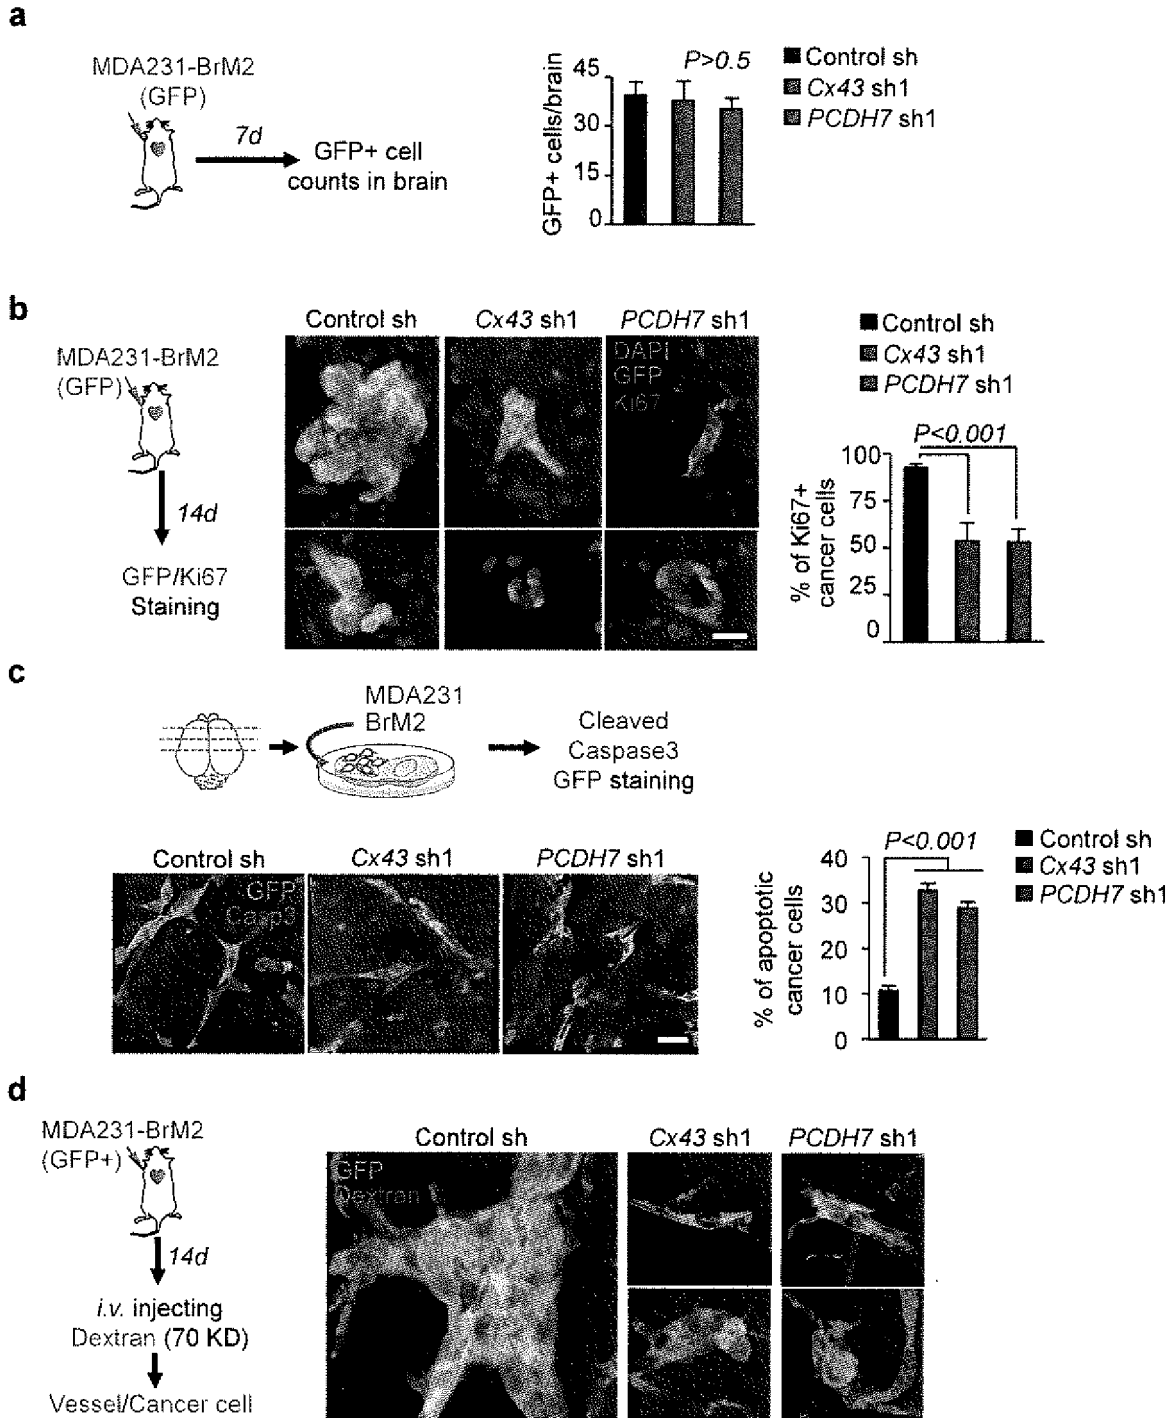 a
MDA231-BrM2
(GFP)
7d
GFP+ cell
counts in brain
GFP+ cells/brain
45
30
15
0
P>0.5
Control sh
Cx43 sh1
PCDH7 sh1
b
MDA231-BrM2
(GFP)
14d
GFP/Ki67
Staining
Control sh
Cx43 sh1
PCDH7 sh1
DAPI
GFP
Ki67
Control sh
Cx43 sh1
PCDH7 sh1
P<0.001
% of Ki67+
cancer cells
100
75
50
25
0
c
MDA231
BrM2
Cleaved
Caspase3
GFP staining
Control sh
Cx43 sh1
PCDH7 sh1
GFP
Casp3
P<0.001
% of apoptotic
cancer cells
40
30
20
10
0
Control sh
Cx43 sh1
PCDH7 sh1
d
MDA231-BrM2
(GFP+)
14d
i.v. injecting
Dextran (70 KD)
Vessel/Cancer cell
Control sh
Cx43 sh1
PCDH7 sh1
GFP
Dextran